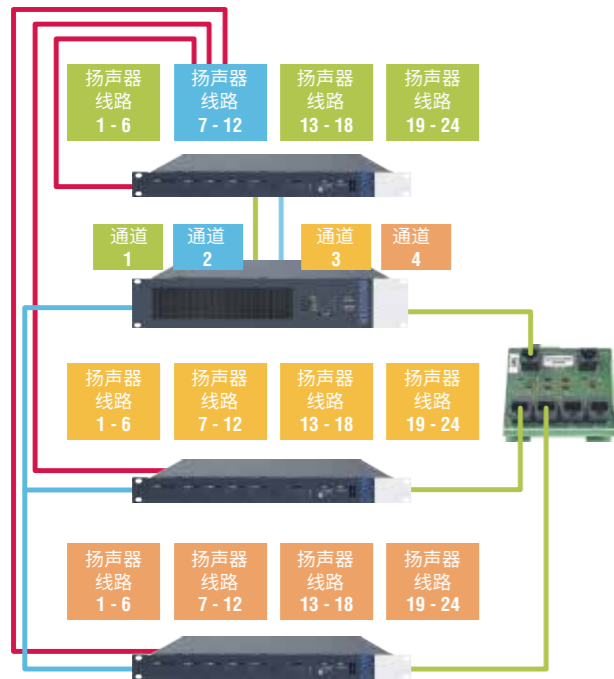 扬声器
线路
1 - 6
扬声器
线路
7 - 12
扬声器
线路
13 - 18
扬声器
线路
19 - 24
通道
1
通道
2
通道
3
通道
4
扬声器
线路
1 - 6
扬声器
线路
7 - 12
扬声器
线路
13 - 18
扬声器
线路
19 - 24
扬声器
线路
1 - 6
扬声器
线路
7 - 12
扬声器
线路
13 - 18
扬声器
线路
19 - 24